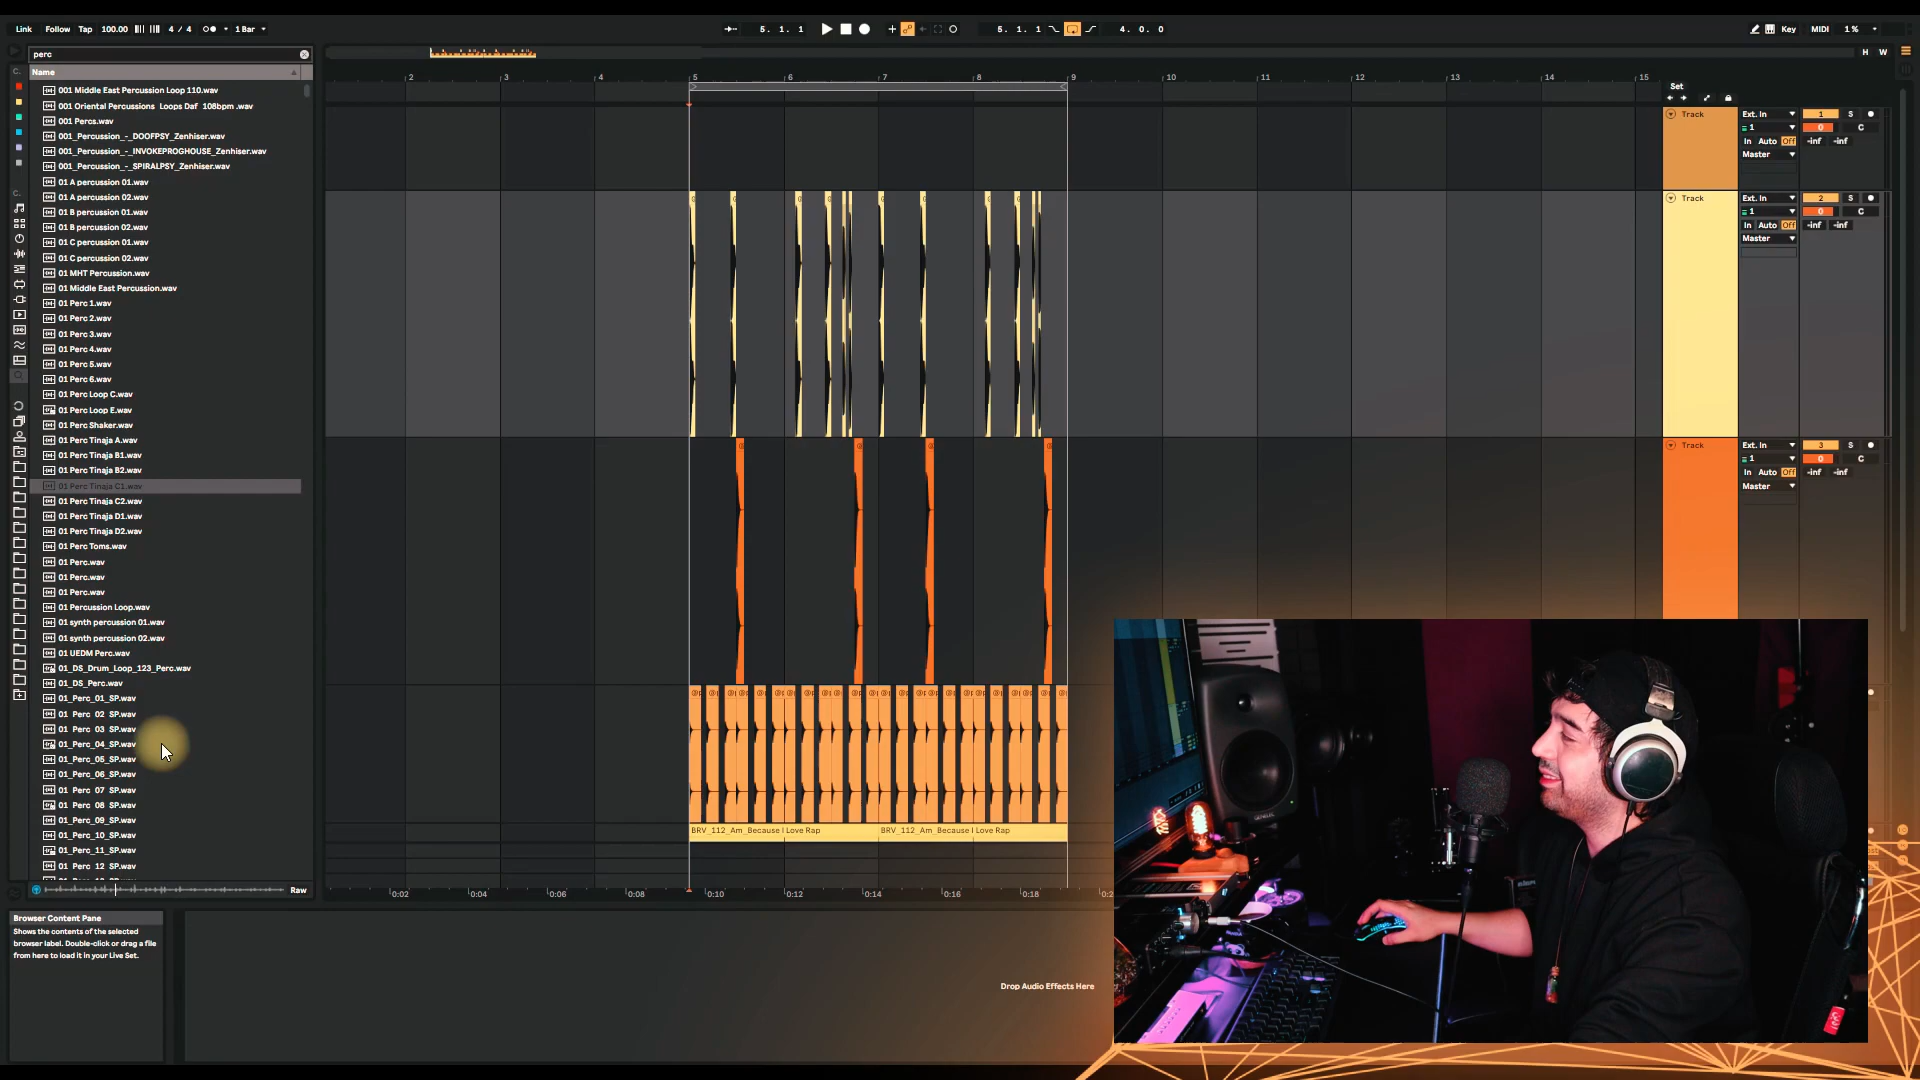 Link Follow Tap 100.00 4 / 4 1 Bar
5. 1. 1
5. 1. 1
4. 0. 0
Key MIDI 1 %
perc
H W
Name
2 3 4 5 6 7 8 9 10 11 12 13 14 15
Set
001 Middle East Percussion Loop 110.wav
001 Oriental Percussions Loops Daf 108bpm .wav
001 Percs.wav
001_Percussion_-_DOOFPSY_Zenhiser.wav
001_Percussion_-_INVOKEPROGHOUSE_Zenhiser.wav
001_Percussion_-_SPIRALPSY_Zenhiser.wav
01 A percussion 01.wav
01 A percussion 02.wav
01 B percussion 01.wav
01 B percussion 02.wav
01 C percussion 01.wav
01 C percussion 02.wav
01 MHT Percussion.wav
01 Middle East Percussion.wav
01 Perc 1.wav
01 Perc 2.wav
01 Perc 3.wav
01 Perc 4.wav
01 Perc 5.wav
01 Perc 6.wav
01 Perc Loop C.wav
01 Perc Loop E.wav
01 Perc Shaker.wav
01 Perc Tinaja A.wav
01 Perc Tinaja B1.wav
01 Perc Tinaja B2.wav
01 Perc Tinaja C1.wav
01 Perc Tinaja C2.wav
01 Perc Tinaja D1.wav
01 Perc Tinaja D2.wav
01 Perc Toms.wav
01 Perc.wav
01 Perc.wav
01 Perc.wav
01 Percussion Loop.wav
01 synth percussion 01.wav
01 synth percussion 02.wav
01 UEDM Perc.wav
01_DS_Drum_Loop_123_Perc.wav
01_DS_Perc.wav
01_Perc_01_SP.wav
01_Perc_02_SP.wav
01_Perc_03_SP.wav
01_Perc_04_SP.wav
01_Perc_05_SP.wav
01_Perc_06_SP.wav
01_Perc_07_SP.wav
01_Perc_08_SP.wav
01_Perc_09_SP.wav
01_Perc_10_SP.wav
01_Perc_11_SP.wav
01_Perc_12_SP.wav
Raw
Track Ext. In 1 S
1 0 C
In Auto Off -inf -inf
Master
Track Ext. In 2 S
1 0 C
In Auto Off -inf -inf
Master
Track Ext. In 3 S
1 0 C
In Auto Off -inf -inf
Master
BRV_112_Am_Because I Love Rap BRV_112_Am_Because I Love Rap
0:02 0:04 0:06 0:08 0:10 0:12 0:14 0:16 0:18
Browser Content Pane
Shows the contents of the selected
browser label. Double-click or drag a file
from here to load it in your Live Set.
Drop Audio Effects Here